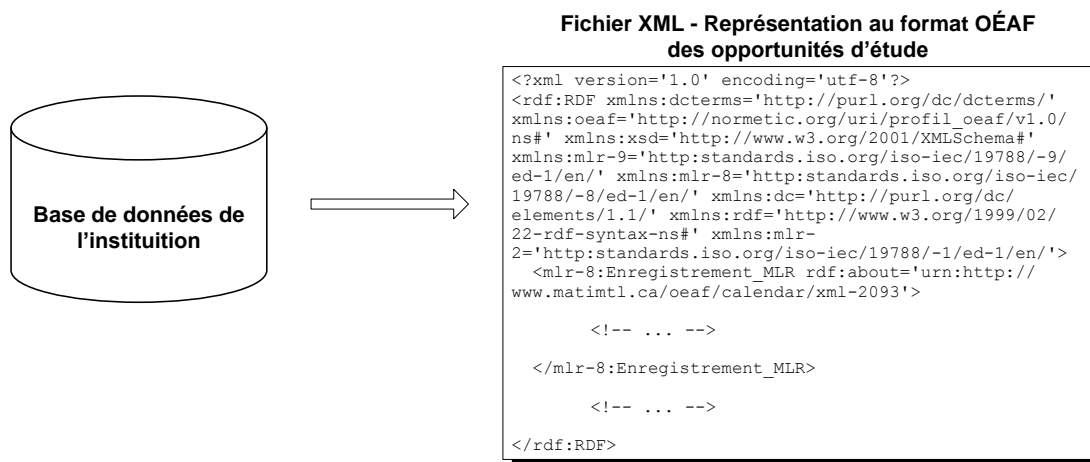 Fichier XML - Représentation au format OÉAF
des opportunités d'étude
Base de données de
l'instituition
<?xml version='1.0' encoding='utf-8'?>
<rdf:RDF xmlns:dcterms='http://purl.org/dc/dcterms/'
xmlns:oeaf='http://normetic.org/uri/profil_oeaf/v1.0/
ns#' xmlns:xsd='http://www.w3.org/2001/XMLSchema#'
xmlns:mlr-9='http:standards.iso.org/iso-iec/19788/-9/
ed-1/en/' xmlns:mlr-8='http:standards.iso.org/iso-iec/
19788/-8/ed-1/en/' xmlns:dc='http://purl.org/dc/
elements/1.1/' xmlns:rdf='http://www.w3.org/1999/02/
22-rdf-syntax-ns#' xmlns:mlr-
2='http:standards.iso.org/iso-iec/19788/-1/ed-1/en/'>
<mlr-8:Enregistrement_MLR rdf:about='urn:http://
www.matimtl.ca/oeaf/calendar/xml-2093'>
<!-- ... -->
</mlr-8:Enregistrement_MLR>
<!-- ... -->
</rdf:RDF>